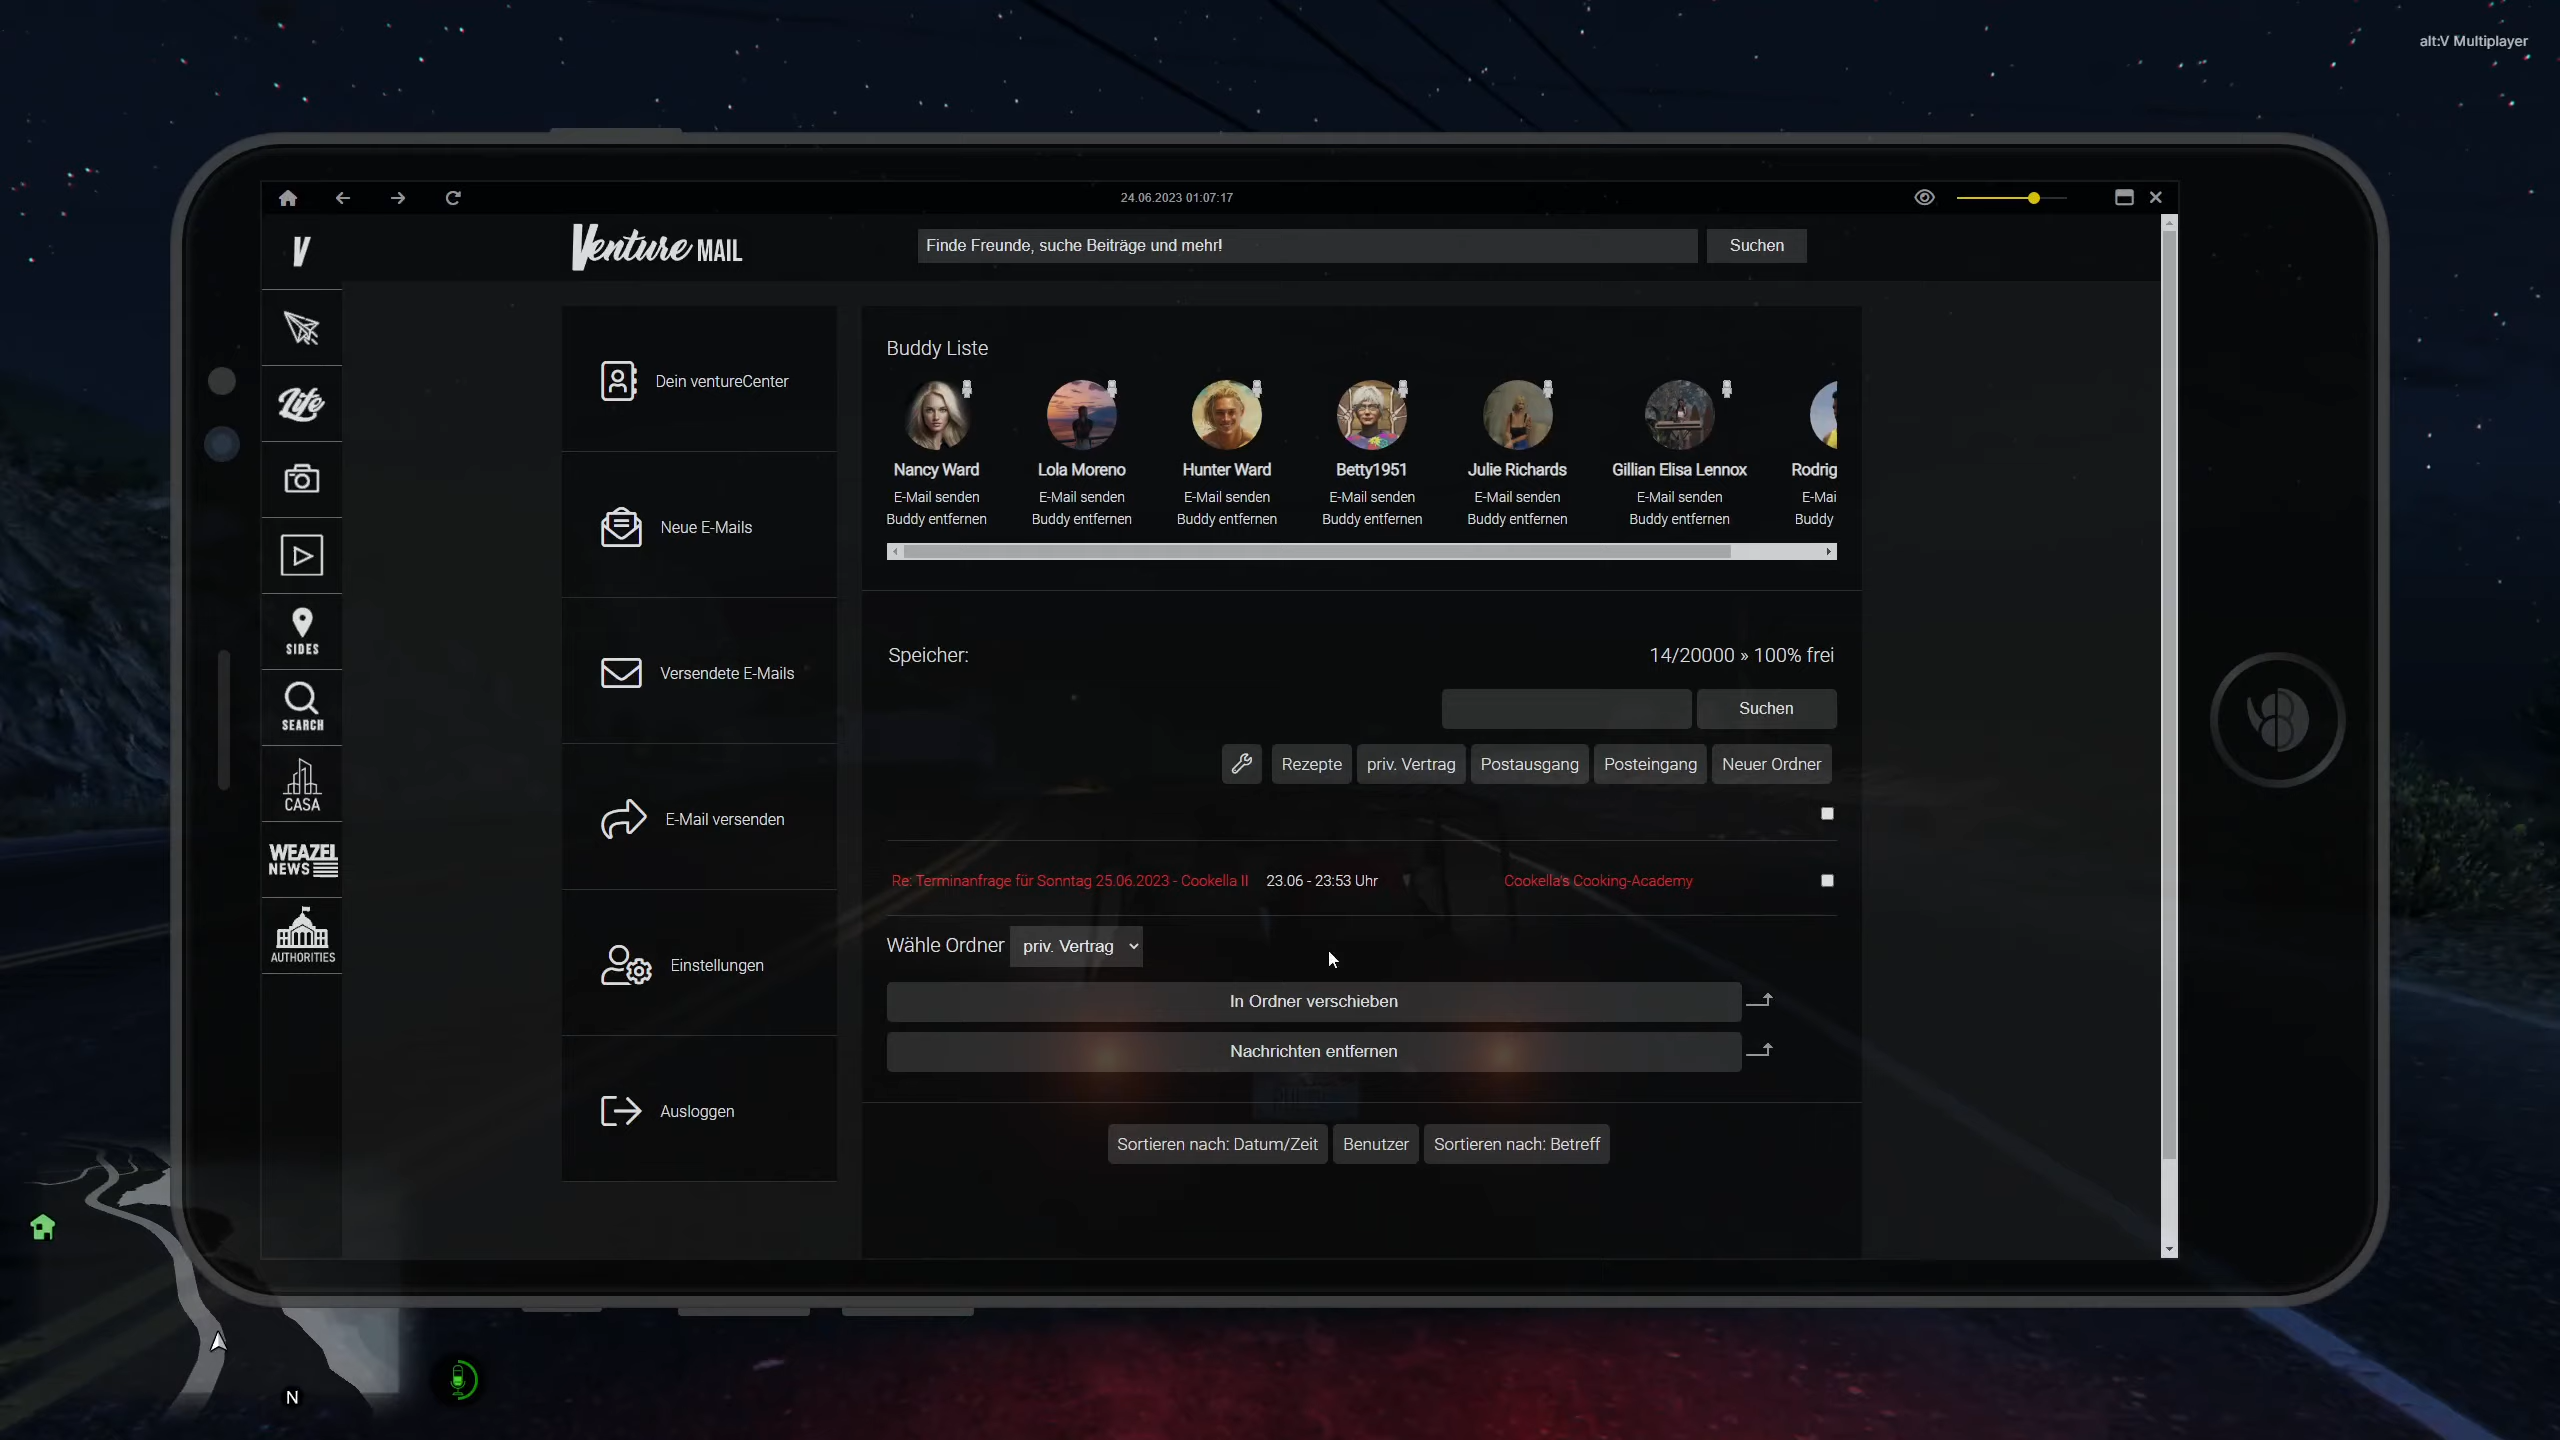 alt:V Multiplayer
24.06.2023 01:07:17
V
Venture MAIL
Finde Freunde, suche Beiträge und mehr!
Suchen
Life
SIDES
SEARCH
CASA
WEAZEL NEWS
AUTHORITIES
Dein ventureCenter
Neue E-Mails
Versendete E-Mails
E-Mail versenden
Einstellungen
Ausloggen
Buddy Liste
Nancy Ward
E-Mail senden
Buddy entfernen
Lola Moreno
E-Mail senden
Buddy entfernen
Hunter Ward
E-Mail senden
Buddy entfernen
Betty1951
E-Mail senden
Buddy entfernen
Julie Richards
E-Mail senden
Buddy entfernen
Gillian Elisa Lennox
E-Mail senden
Buddy entfernen
Rodrig
E-Mai
Buddy
Speicher:
14/20000 » 100% frei
Suchen
Rezepte
priv. Vertrag
Postausgang
Posteingang
Neuer Ordner
Re: Terminanfrage für Sonntag 25.06.2023 - Cookella II
23.06 - 23:53 Uhr
Cookella's Cooking-Academy
Wähle Ordner
priv. Vertrag
In Ordner verschieben
Nachrichten entfernen
Sortieren nach: Datum/Zeit
Benutzer
Sortieren nach: Betreff
N